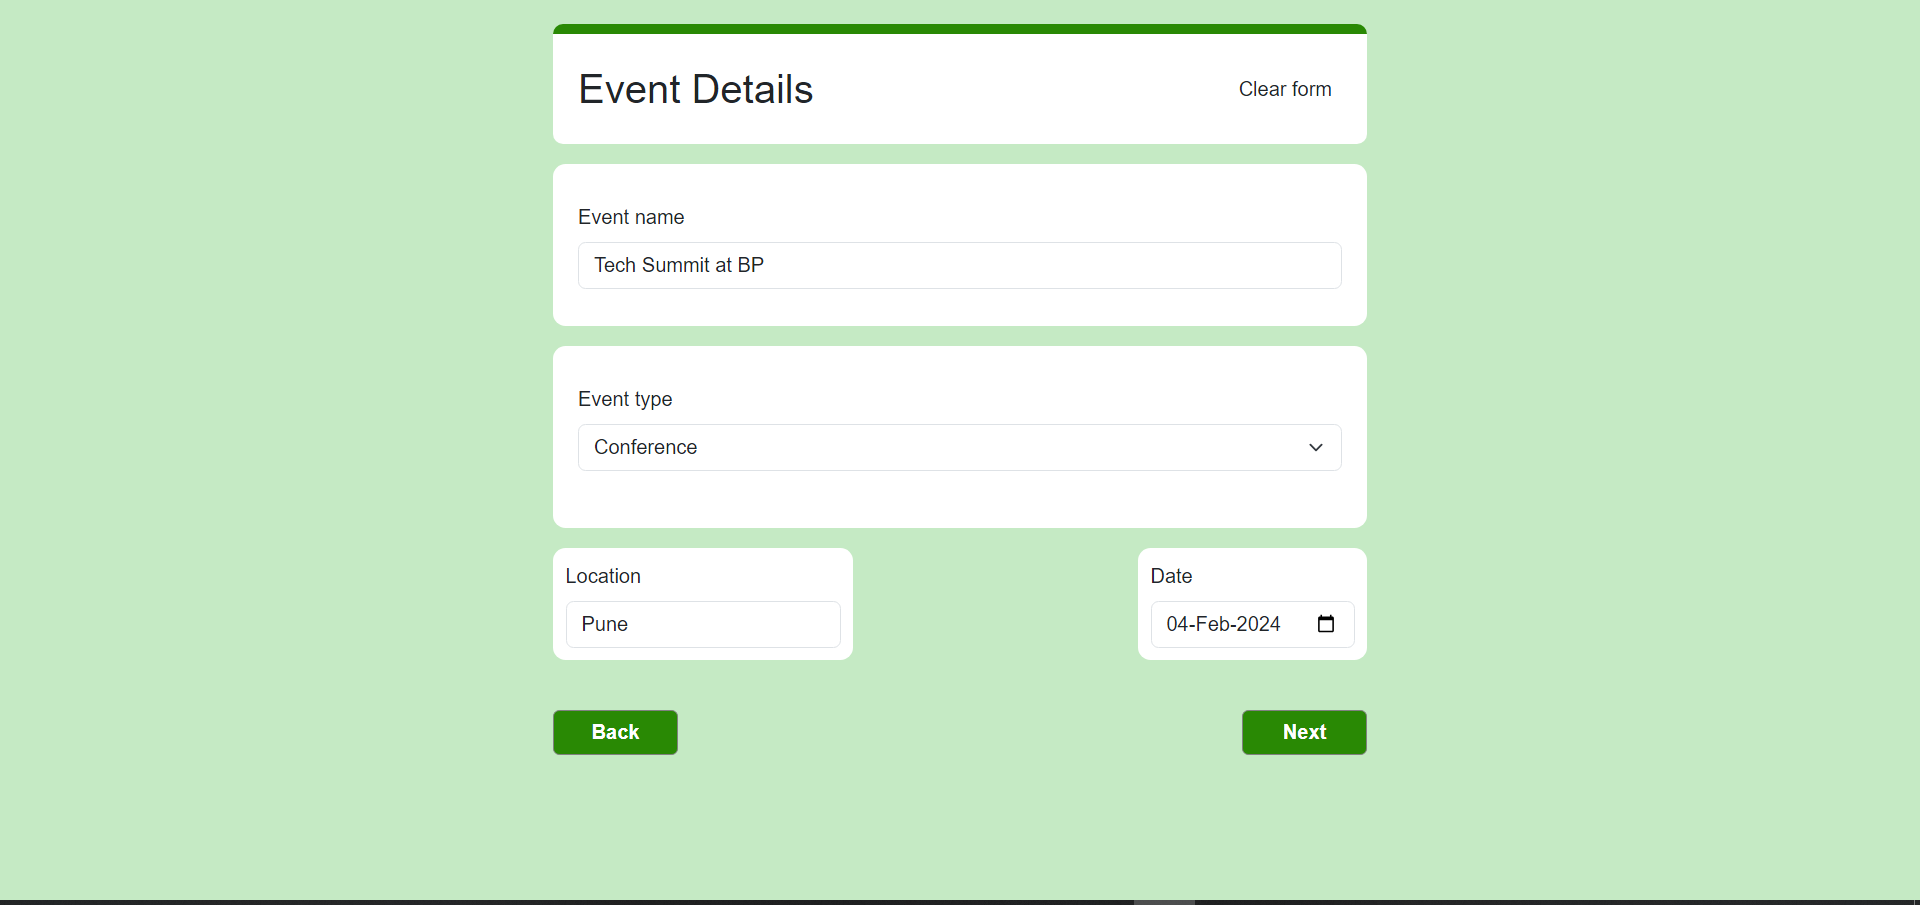 Event Details
Clear form
Event name
Tech Summit at BP
Event type
Conference
Location
Date
Pune
04-Feb-2024
Back
Next